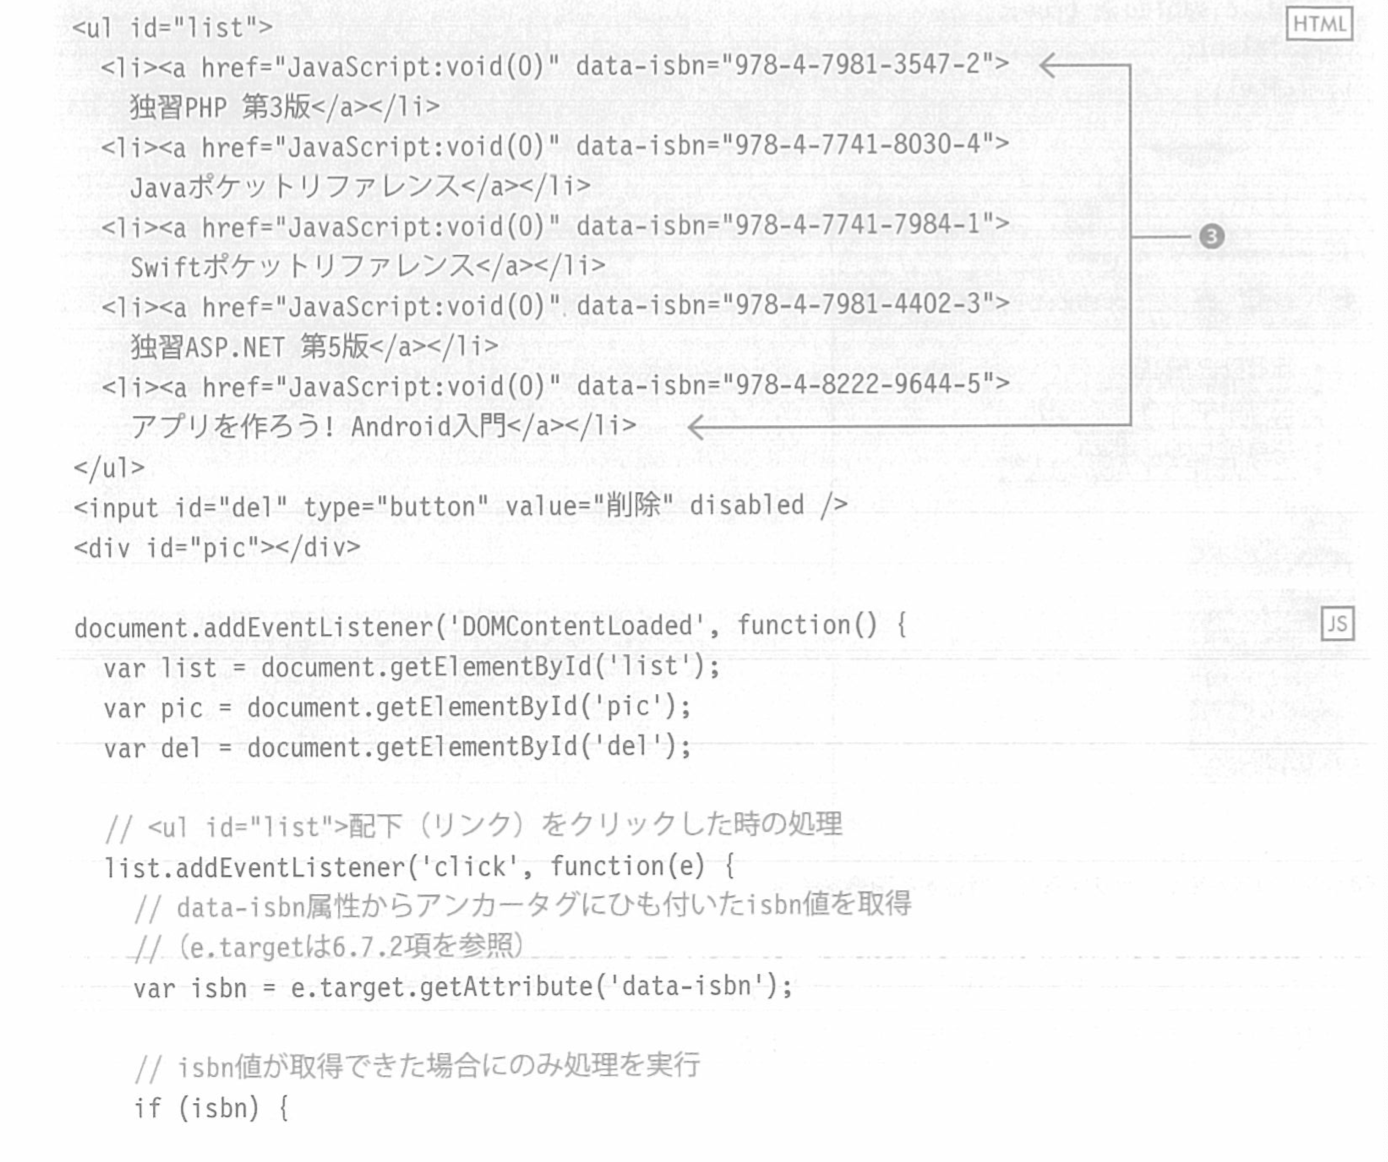 <ul id="list">
HTML
<li><a href="JavaScript:void(0)" data-isbn="978-4-7981-3547-2">
独習PHP 第3版</a></li>
<li><a href="JavaScript:void(0)" data-isbn="978-4-7741-8030-4">
Javaポケットリファレンス</a></li>
<li><a href="JavaScript:void(0)" data-isbn="978-4-7741-7984-1">
❸
Swiftポケットリファレンス</a></li>
<li><a href="JavaScript:void(0)" data-isbn="978-4-7981-4402-3">
独習ASP.NET 第5版</a></li>
<li><a href="JavaScript:void(0)" data-isbn="978-4-8222-9644-5">
アプリを作ろう! Android入門</a></li>
</ul>
<input id="del" type="button" value="削除" disabled />
<div id="pic"></div>
document.addEventListener('DOMContentLoaded', function() {
JS
var list = document.getElementById('list');
var pic = document.getElementById('pic');
var del = document.getElementById('del');
// <ul id="list">配下（リンク）をクリックした時の処理
list.addEventListener('click', function(e) {
// data-isbn属性からアンカータグにひも付いたisbn値を取得
//（e.targetは6.7.2項を参照）
var isbn = e.target.getAttribute('data-isbn');
// isbn値が取得できた場合にのみ処理を実行
if (isbn) {